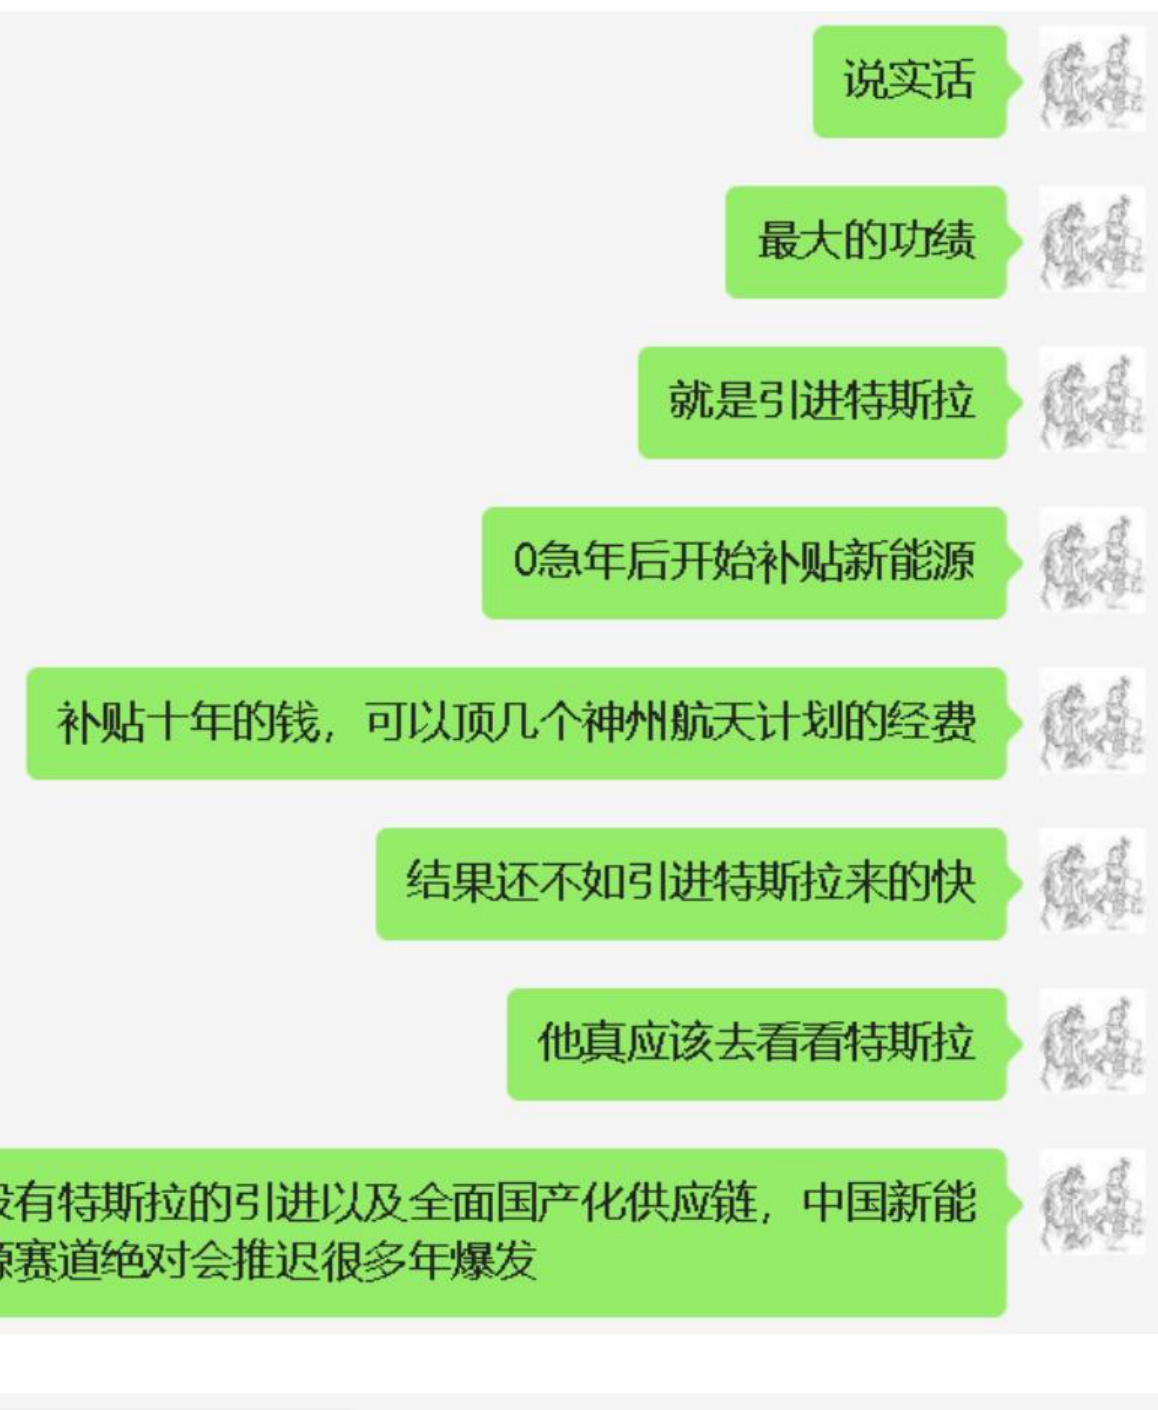 说实话
最大的功绩
就是引进特斯拉
0急年后开始补贴新能源
补贴十年的钱，可以顶几个神州航天计划的经费
结果还不如引进特斯拉来的快
他真应该去看看特斯拉
没有特斯拉的引进以及全面国产化供应链，中国新能
源赛道绝对会推迟很多年爆发